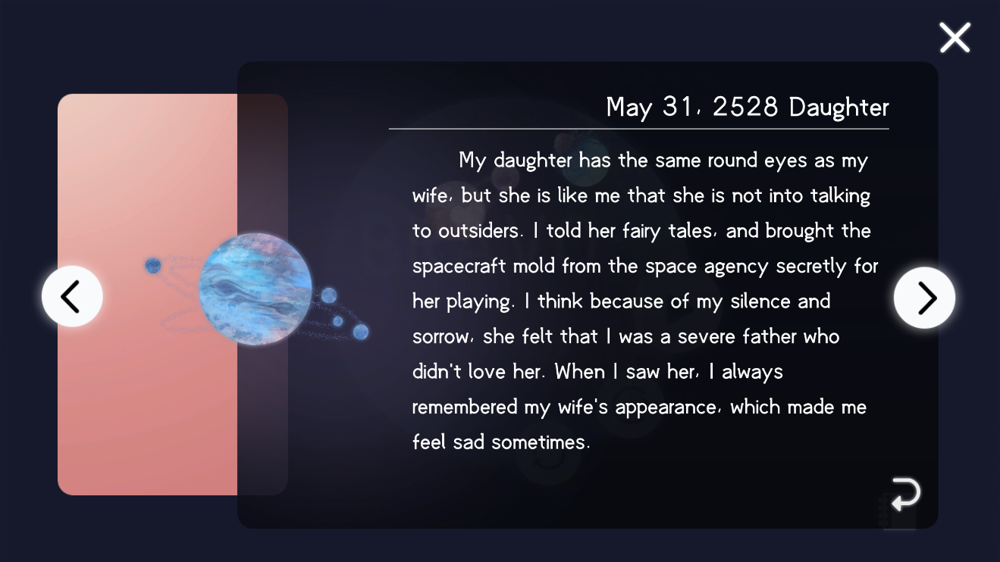 May 31, 2528 Daughter
My daughter has the same round eyes as my
wife, but she is like me that she is not into talking
to outsiders. I told her fairy tales, and brought the
spacecraft mold from the space agency secretly for
her playing. I think because of my silence and
sorrow, she felt that I was a severe father who
didn't love her. When I saw her, I always
remembered my wife's appearance, which made me
feel sad sometimes.